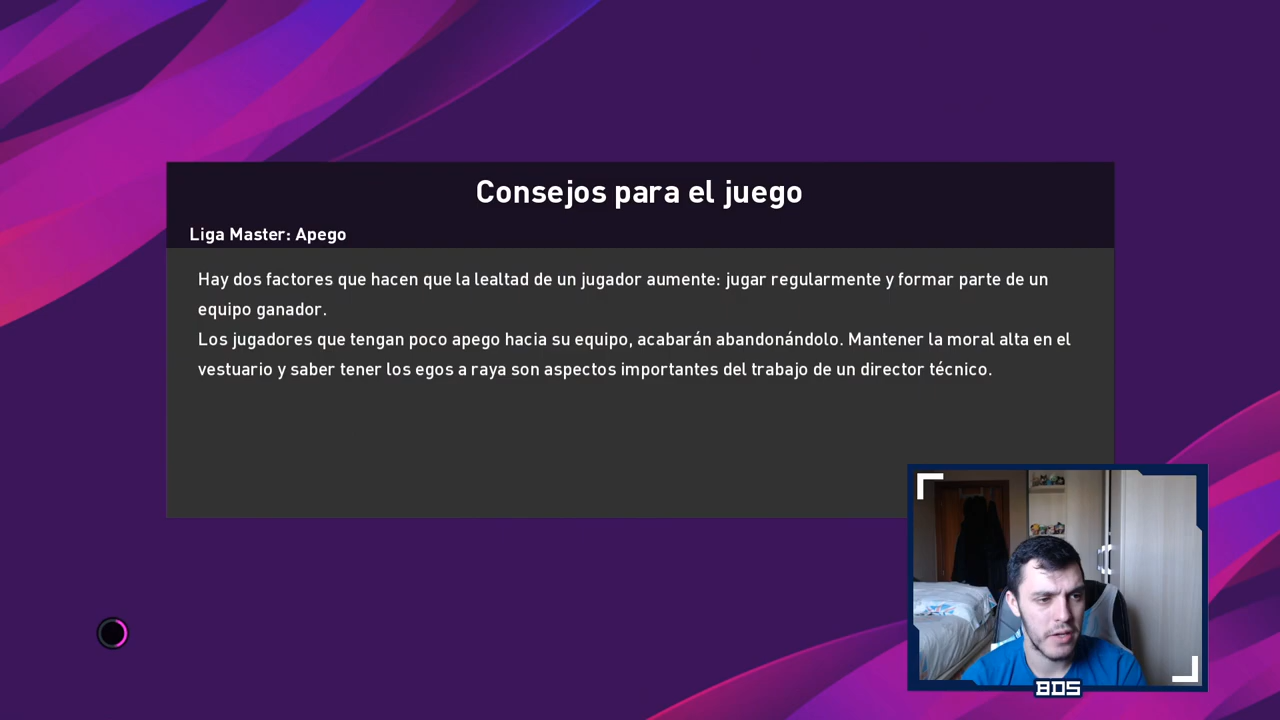 Consejos para el juego
Liga Master: Apego
Hay dos factores que hacen que la lealtad de un jugador aumente: jugar regularmente y formar parte de un
equipo ganador.
Los jugadores que tengan poco apego hacia su equipo, acabarán abandonándolo. Mantener la moral alta en el
vestuario y saber tener los egos a raya son aspectos importantes del trabajo de un director técnico.
BDS